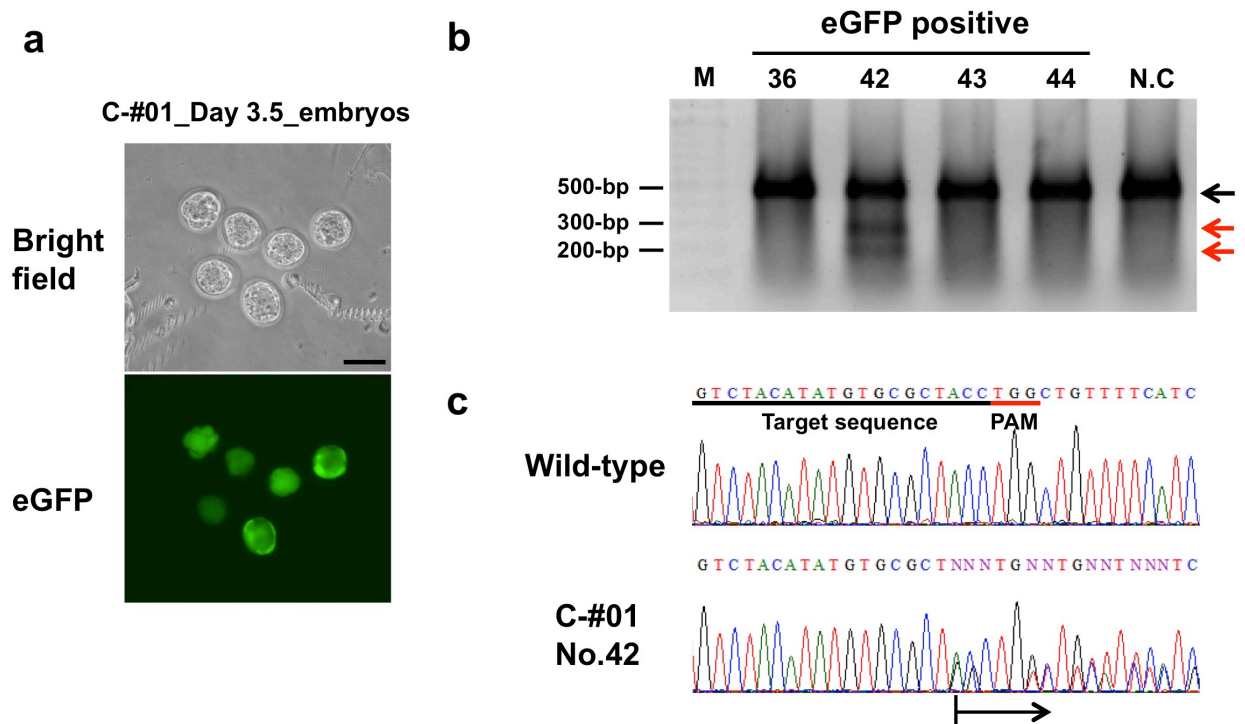 a
C-#01_Day 3.5_embryos
Bright
field
eGFP
b
eGFP positive
M 36 42 43 44 N.C
500-bp
300-bp
200-bp
c
GTCTACATATGTGCGCTACCTGGCTGTTTTCATC
Target sequence PAM
Wild-type
GTCTACATATGTGCGCTNNNTGNNTGNNTNNNTC
C-#01
No.42